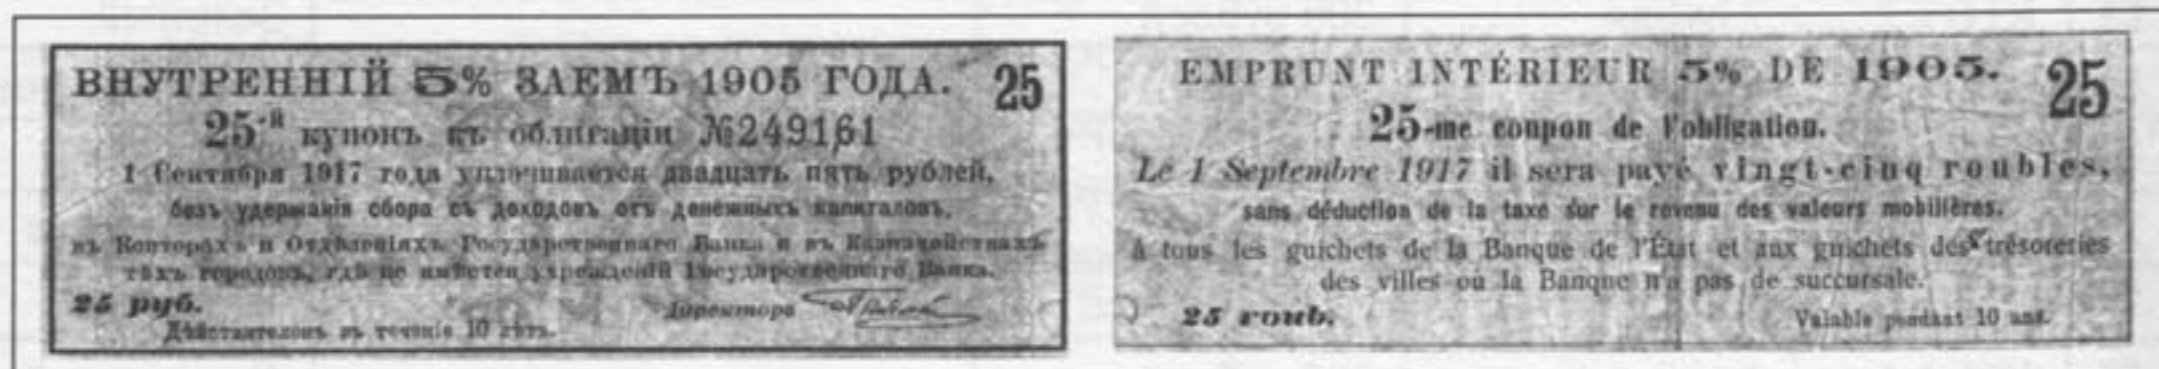 ВНУТРЕННІЙ 5% ЗАЕМЪ 1905 ГОДА. 25
25-й купонъ къ облигаціи №249161
1 Сентября 1917 года уплачивается двадцать пять рублей,
безъ удержанія сбора съ доходовъ отъ денежныхъ капиталовъ,
въ Конторахъ и Отдѣленіяхъ Государственнаго Банка и въ Казначействахъ
тѣхъ городовъ, гдѣ не имѣется учрежденій Государственнаго Банка.
25 руб.
Директоръ
Дѣйствителенъ въ теченіе 10 лѣтъ.
EMPRUNT INTÉRIEUR 5% DE 1905. 25
25-me coupon de l'obligation.
Le 1 Septembre 1917 il sera payé vingt-cinq roubles,
sans déduction de la taxe sur le revenu des valeurs mobilières.
à tous les guichets de la Banque de l'État et aux guichets des trésoreries
des villes où la Banque n'a pas de succursale.
25 roub.
Valable pendant 10 ans.